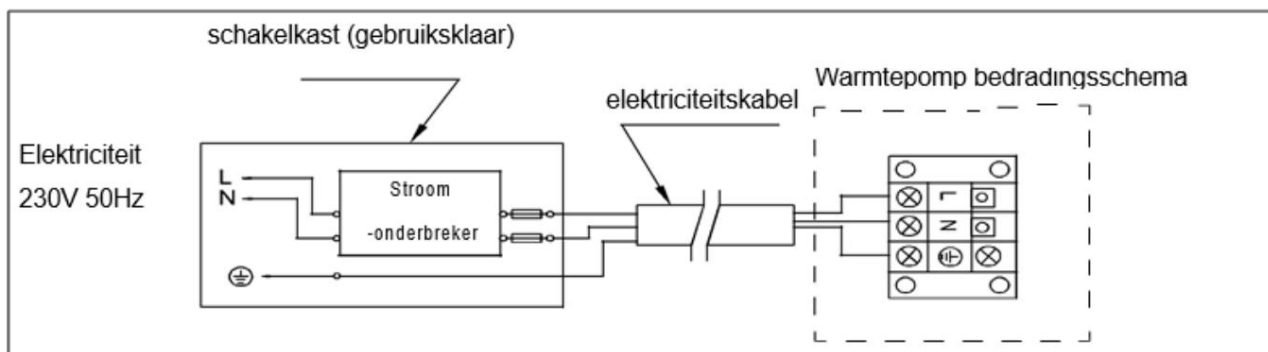 schakelkast (gebruiksklaar)
Warmtepomp bedradingsschema
elektriciteitskabel
Elektriciteit
230V 50Hz
L
N
Stroom
-onderbreker
L
N